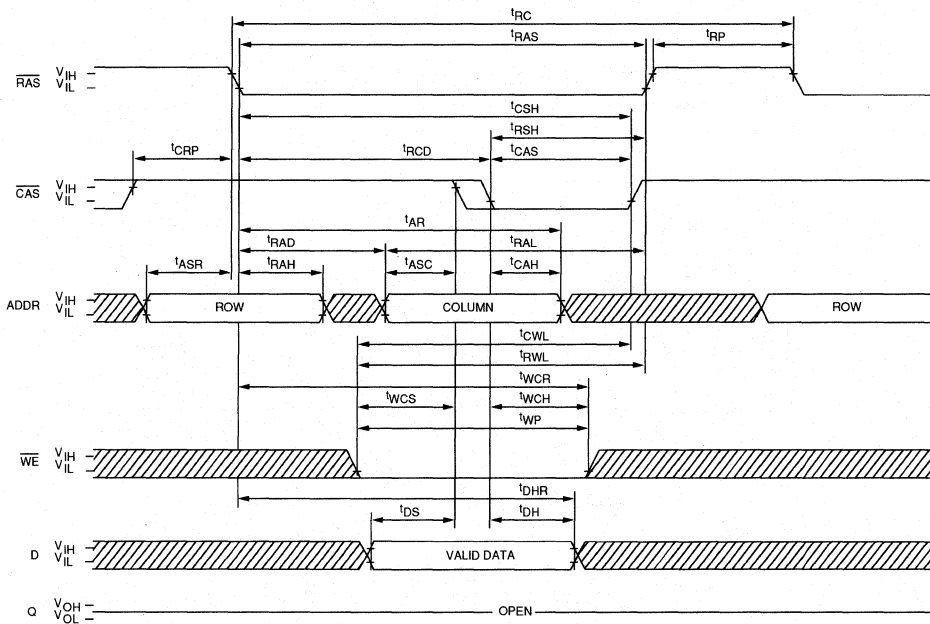 tRC
tRAS
tRP
RAS VIH
VIL
tCSH
tRSH
tCRP
tRCD
tCAS
CAS VIH
VIL
tAR
tRAD
tRAL
tASR
tRAH
tASC
tCAH
ADDR VIH
VIL
ROW
COLUMN
ROW
tCWL
tRWL
tWCR
tWCS
tWCH
tWP
WE VIH
VIL
tDHR
tDS
tDH
D VIH
VIL
VALID DATA
Q VOH
VOL
OPEN